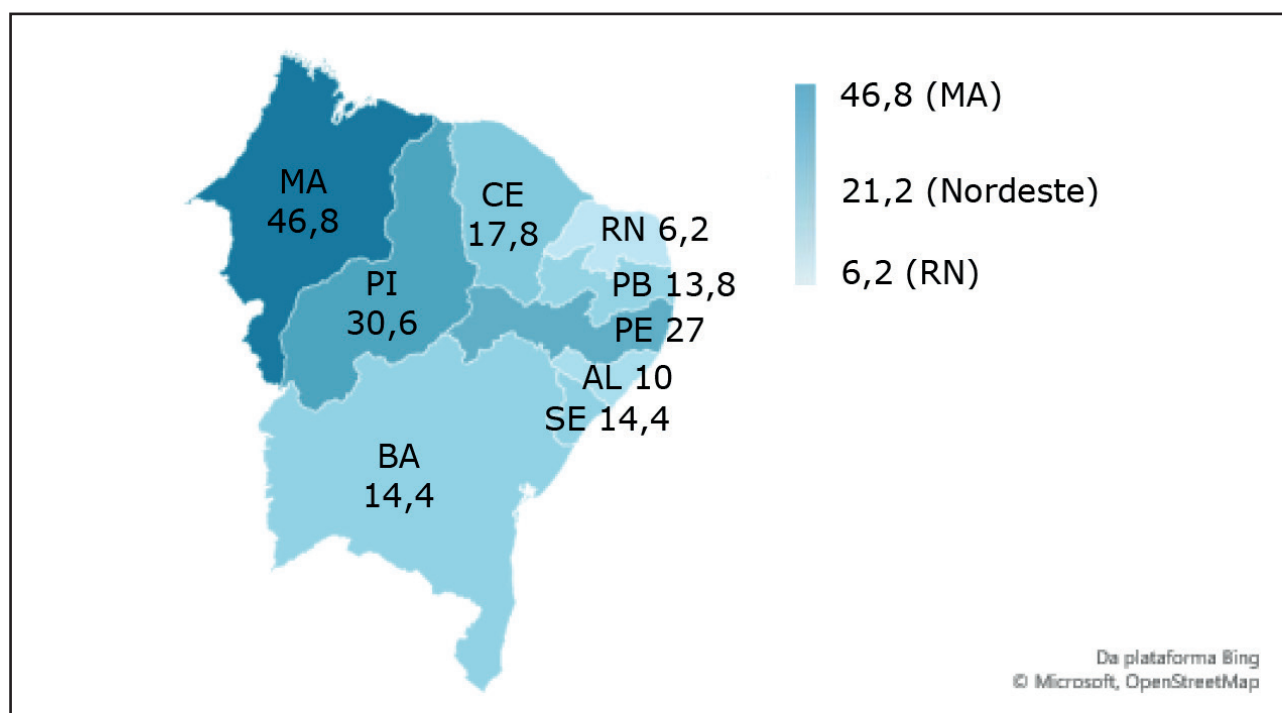 MA
46,8
PI
30,6
CE
17,8
RN 6,2
PB 13,8
PE 27
AL 10
SE 14,4
BA
14,4
46,8 (MA)
21,2 (Nordeste)
6,2 (RN)
Da plataforma Bing
© Microsoft, OpenStreetMap